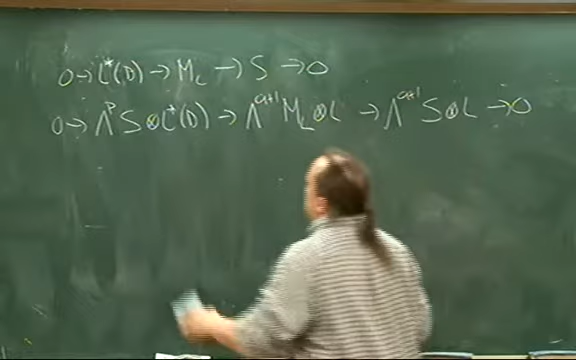 0 → L*(D) → M_L → S → 0
0 → Λ^p S ⊗ L*(D) → Λ^{p+1} M_L ⊗ L → Λ^{p+1} S ⊗ L → 0